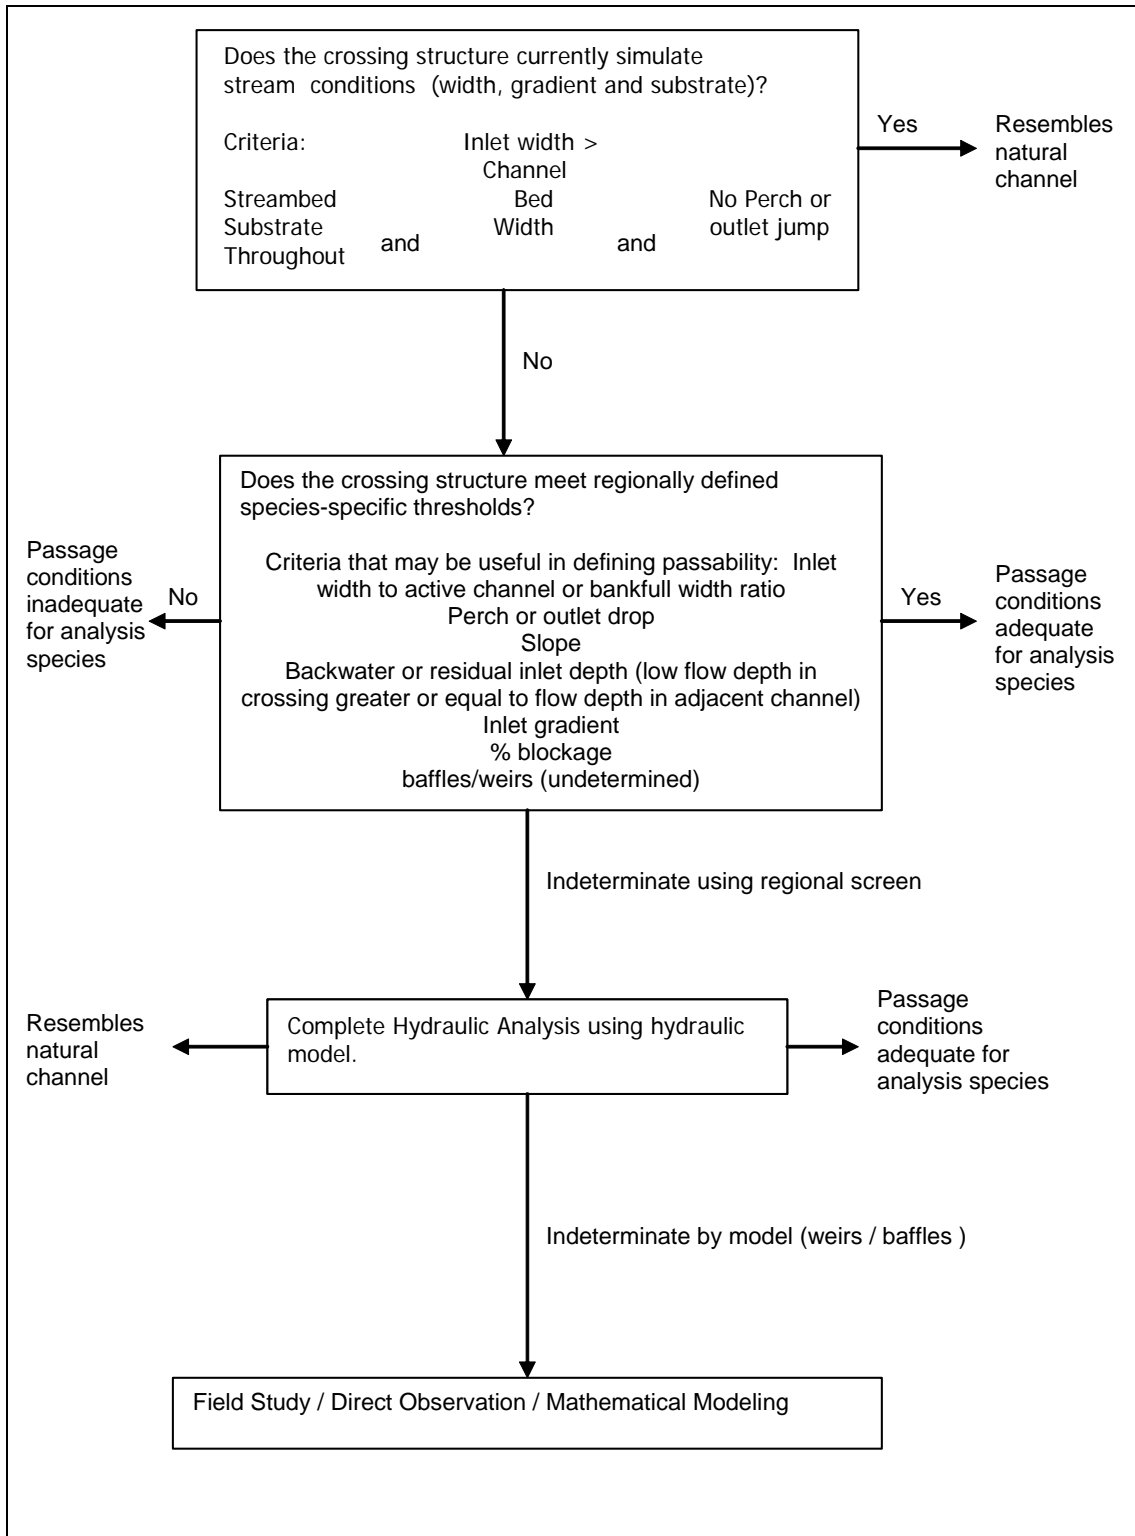 Does the crossing structure currently simulate
stream conditions (width, gradient and substrate)?
Criteria:
Streambed
Substrate
Throughout
and
Inlet width >
Channel
Bed
Width
and
No Perch or
outlet jump
Yes
Resembles
natural
channel
No
Does the crossing structure meet regionally defined
species-specific thresholds?
Criteria that may be useful in defining passability: Inlet
width to active channel or bankfull width ratio
Perch or outlet drop
Slope
Backwater or residual inlet depth (low flow depth in
crossing greater or equal to flow depth in adjacent channel)
Inlet gradient
% blockage
baffles/weirs (undetermined)
No
Passage
conditions
inadequate
for analysis
species
Yes
Passage
conditions
adequate
for analysis
species
Indeterminate using regional screen
Complete Hydraulic Analysis using hydraulic
model.
Resembles
natural
channel
Passage
conditions
adequate for
analysis species
Indeterminate by model (weirs / baffles )
Field Study / Direct Observation / Mathematical Modeling